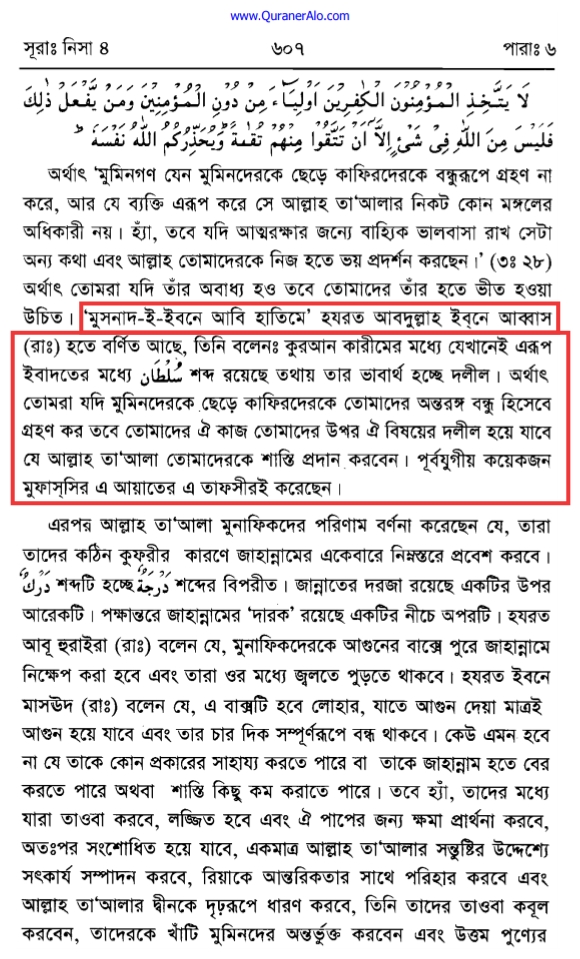 www.QuranerAlo.com
সূরাঃ নিসা ৪ ৬০৭ পারাঃ ৬
لَا يَتَّخِذِ الْمُؤْمِنُونَ الْكٰفِرِيْنَ اَوْلِيَآءَ مِنْ دُوْنِ الْمُؤْمِنِيْنَ وَمَنْ يَّفْعَلْ ذٰلِكَ
فَلَيْسَ مِنَ اللّٰهِ فِىْ شَىْءٍ اِلَّآ اَنْ تَتَّقُوْا مِنْهُمْ تُقٰىةً وَيُحَذِّرُكُمُ اللّٰهُ نَفْسَهٗ ط
অর্থাৎ ‘মুমিনগণ যেন মুমিনদেরকে ছেড়ে কাফিরদেরকে বন্ধুরূপে গ্রহণ না
করে, আর যে ব্যক্তি এরূপ করে সে আল্লাহ তা‘আলার নিকট কোন মঙ্গলের
অধিকারী নয়। হ্যাঁ, তবে যদি আত্মরক্ষার জন্যে বাহ্যিক ভালবাসা রাখ সেটা
অন্য কথা এবং আল্লাহ তোমাদেরকে নিজ হতে ভয় প্রদর্শন করছেন।’ (৩ঃ ২৮)
অর্থাৎ তোমরা যদি তাঁর অবাধ্য হও তবে তোমাদের তাঁর হতে ভীত হওয়া
উচিত। ‘মুসনাদ-ই-ইবনে আবি হাতিমে’ হযরত আবদুল্লাহ ইবনে আব্বাস
(রাঃ) হতে বর্ণিত আছে, তিনি বলেনঃ কুরআন কারীমের মধ্যে যেখানেই এরূপ
ইবাদতের মধ্যে سُلْطَان শব্দ রয়েছে তথায় তার ভাবার্থ হচ্ছে দলীল। অর্থাৎ
তোমরা যদি মুমিনদেরকে ছেড়ে কাফিরদেরকে তোমাদের অন্তরঙ্গ বন্ধু হিসেবে
গ্রহণ কর তবে তোমাদের ঐ কাজ তোমাদের উপর ঐ বিষয়ের দলীল হয়ে যাবে
যে আল্লাহ তা‘আলা তোমাদেরকে শাস্তি প্রদান করবেন। পূর্বযুগীয় কয়েকজন
মুফাস্সির এ আয়াতের এ তাফসীরই করেছেন।
এরপর আল্লাহ তা‘আলা মুনাফিকদের পরিণাম বর্ণনা করেছেন যে, তারা
তাদের কঠিন কুফরীর কারণে জাহান্নামের একেবারে নিম্নস্তরে প্রবেশ করবে।
دَرْكٌ শব্দটি হচ্ছে دَرَجَةٌ শব্দের বিপরীত। জান্নাতের দরজা রয়েছে একটির উপর
আরেকটি। পক্ষান্তরে জাহান্নামের ‘দারক’ রয়েছে একটির নীচে অপরটি। হযরত
আবূ হুরাইরা (রাঃ) বলেন যে, মুনাফিকদেরকে আগুনের বাক্সে পুরে জাহান্নামে
নিক্ষেপ করা হবে এবং তারা ওর মধ্যে জ্বলতে পুড়তে থাকবে। হযরত ইবনে
মাসঊদ (রাঃ) বলেন যে, এ বাক্সটি হবে লোহার, যাতে আগুন দেয়া মাত্রই
আগুন হয়ে যাবে এবং তার চার দিক সম্পূর্ণরূপে বন্ধ থাকবে। কেউ এমন হবে
না যে তাকে কোন প্রকারের সাহায্য করতে পারে বা তাকে জাহান্নাম হতে বের
করতে পারে অথবা শাস্তি কিছু কম করাতে পারে। তবে হ্যাঁ, তাদের মধ্যে
যারা তাওবা করবে, লজ্জিত হবে এবং ঐ পাপের জন্য ক্ষমা প্রার্থনা করবে,
অতঃপর সংশোধিত হয়ে যাবে, একমাত্র আল্লাহ তা‘আলার সন্তুষ্টির উদ্দেশ্যে
সৎকার্য সম্পাদন করবে, রিয়াকে আন্তরিকতার সাথে পরিহার করবে এবং
আল্লাহ তা‘আলার দ্বীনকে দৃঢ়রূপে ধারণ করবে, তিনি তাদের তাওবা কবূল
করবেন, তাদেরকে খাঁটি মুমিনদের অন্তর্ভুক্ত করবেন এবং উত্তম পুণ্যের